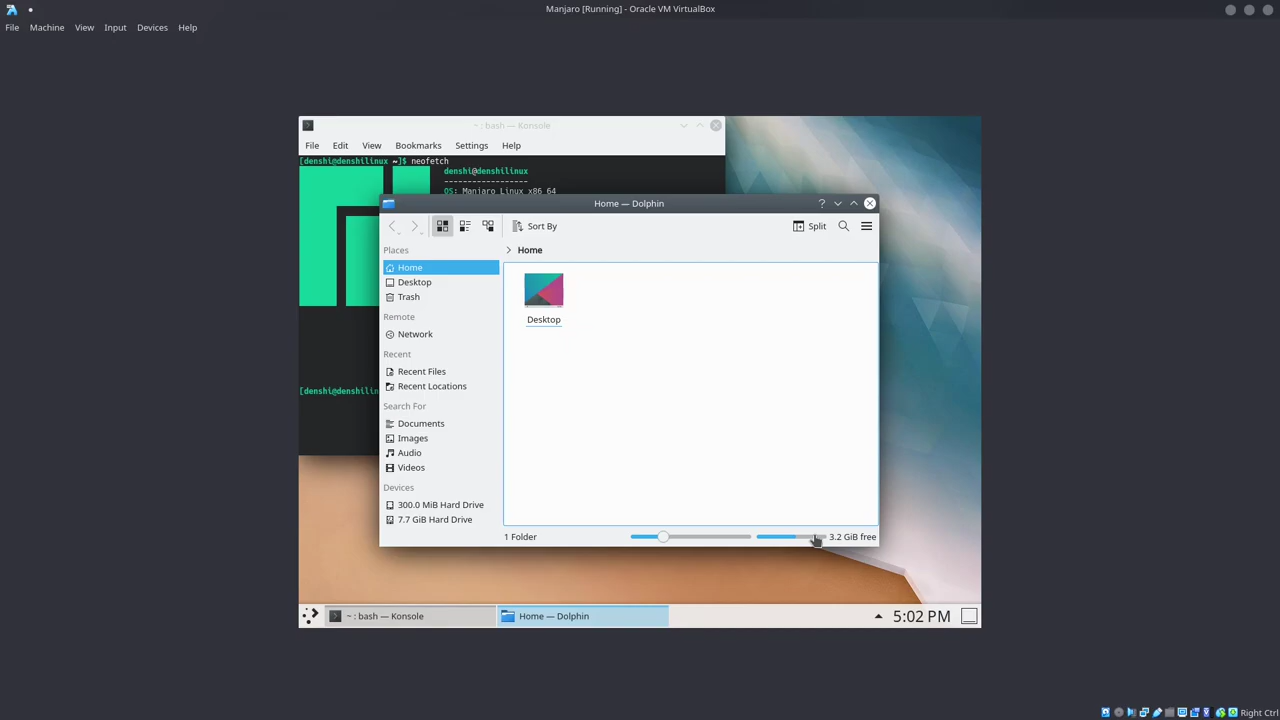 Manjaro [Running] - Oracle VM VirtualBox
File Machine View Input Devices Help
~ : bash — Konsole
File Edit View Bookmarks Settings Help
[denshi@denshilinux ~]$ neofetch
denshi@denshilinux
------------------
OS: Manjaro Linux x86_64
Home — Dolphin
Sort By
Split
Places
Home
Desktop
Trash
Remote
Network
Recent
Recent Files
Recent Locations
Search For
Documents
Images
Audio
Videos
Devices
300.0 MiB Hard Drive
7.7 GiB Hard Drive
> Home
Desktop
1 Folder
3.2 GiB free
[denshi@denshilin
~ : bash — Konsole
Home — Dolphin
5:02 PM
Right Ctrl